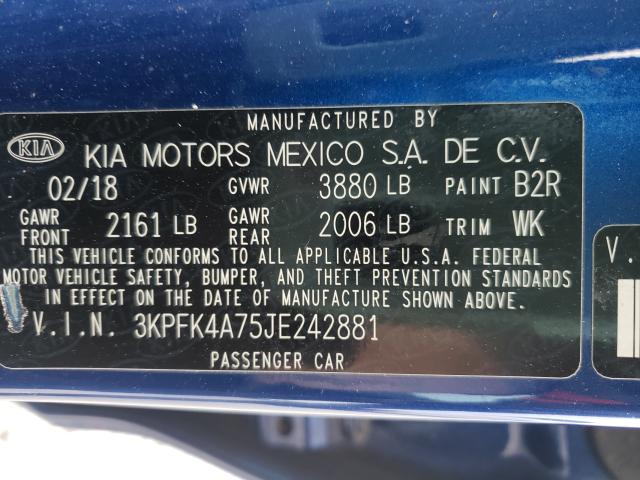 MANUFACTURED BY
KIA KIA MOTORS MEXICO S.A. DE C.V.
02/18 GVWR 3880 LB PAINT B2R
GAWR FRONT 2161 LB GAWR REAR 2006 LB TRIM WK
THIS VEHICLE CONFORMS TO ALL APPLICABLE U.S.A. FEDERAL
MOTOR VEHICLE SAFETY, BUMPER, AND THEFT PREVENTION STANDARDS
IN EFFECT ON THE DATE OF MANUFACTURE SHOWN ABOVE.
V.I.N. 3KPFK4A75JE242881
PASSENGER CAR
V.